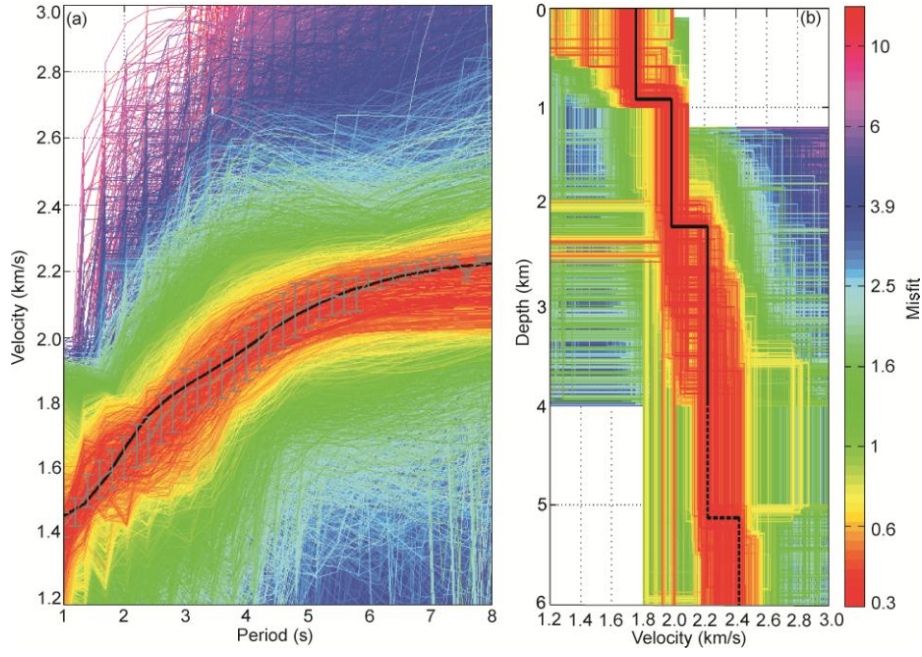 (a)
3.0
2.8
2.6
2.4
2.2
2.0
1.8
1.6
1.4
1.2
Velocity (km/s)
1 2 3 4 5 6 7 8
Period (s)
(b)
0
1
2
3
4
5
6
Depth (km)
1.2 1.4 1.6 1.8 2.0 2.2 2.4 2.6 2.8 3.0
Velocity (km/s)
10
6
3.9
2.5
1.6
1
0.6
0.3
Misfit